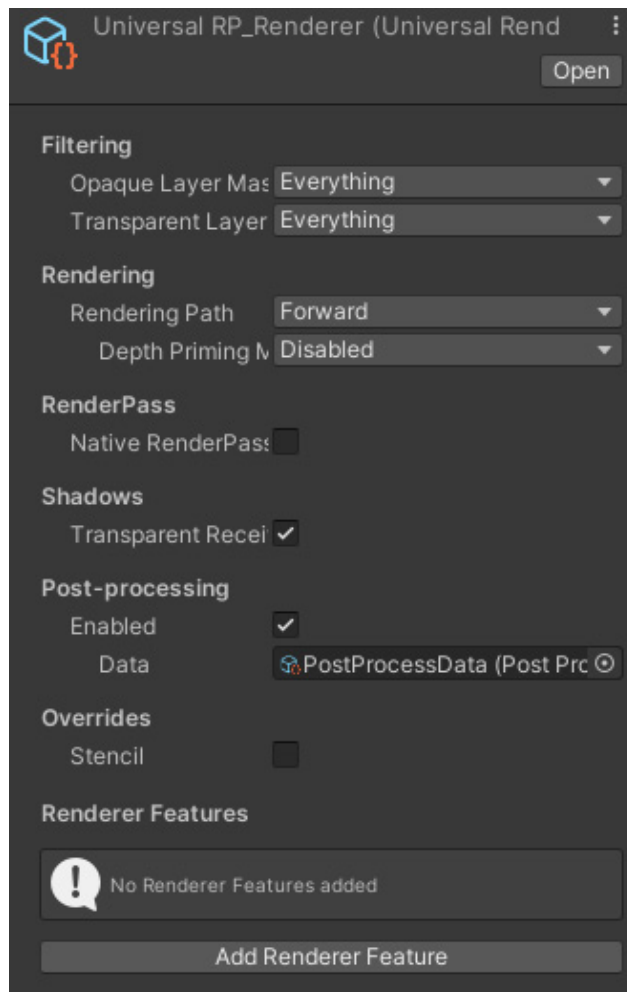 Universal RP_Renderer (Universal Rend
Open
Filtering
Opaque Layer Mas Everything
Transparent Layer Everything
Rendering
Rendering Path Forward
Depth Priming M Disabled
RenderPass
Native RenderPass
Shadows
Transparent Recei
Post-processing
Enabled
Data PostProcessData (Post Prc
Overrides
Stencil
Renderer Features
No Renderer Features added
Add Renderer Feature